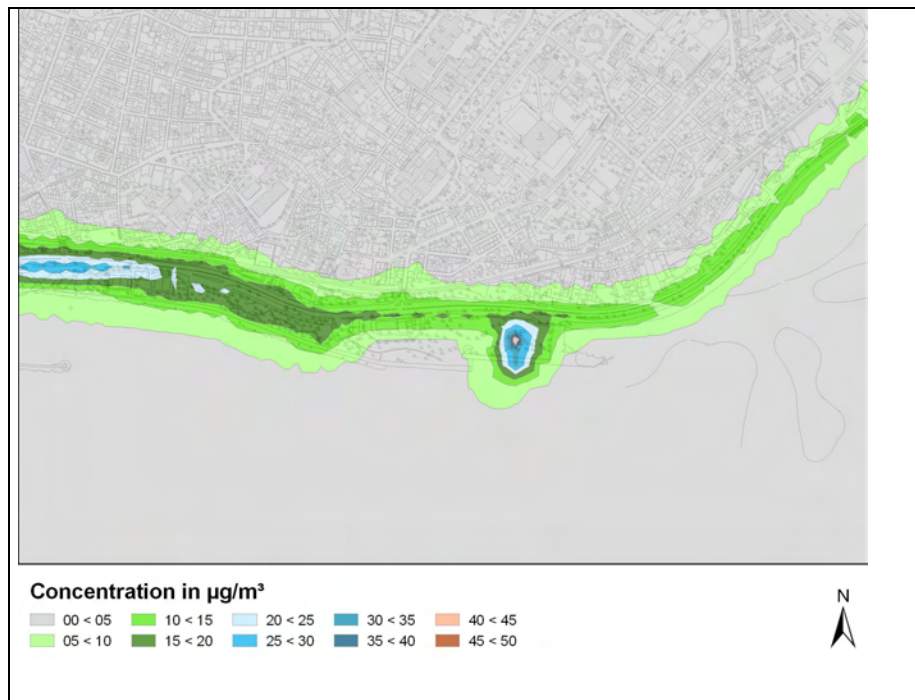 Concentration in µg/m³
N
00 < 05 10 < 15 20 < 25 30 < 35 40 < 45
05 < 10 15 < 20 25 < 30 35 < 40 45 < 50